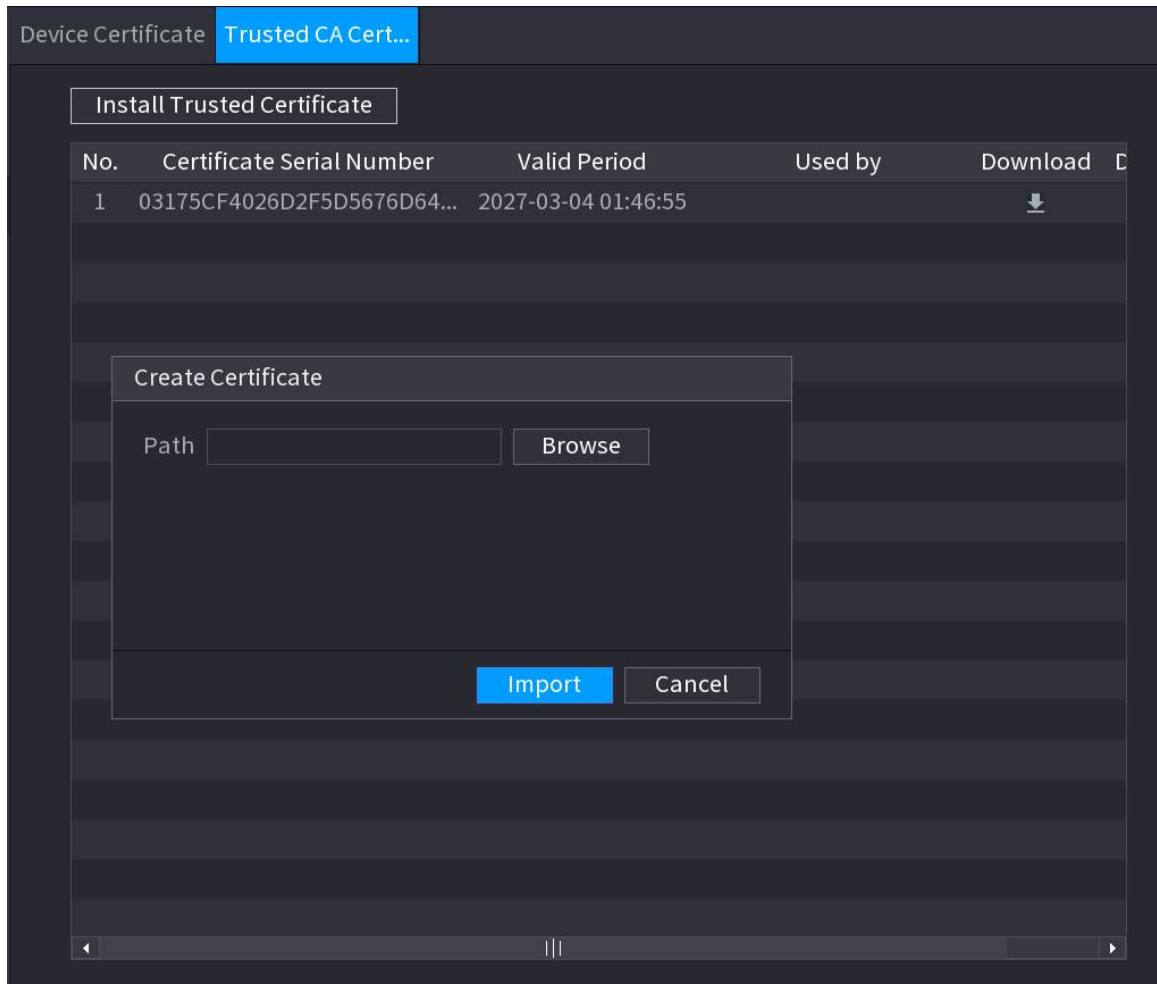 Device Certificate Trusted CA Cert...
Install Trusted Certificate
No. Certificate Serial Number Valid Period Used by Download D
1 03175CF4026D2F5D5676D64... 2027-03-04 01:46:55
Create Certificate
Path Browse
Import Cancel